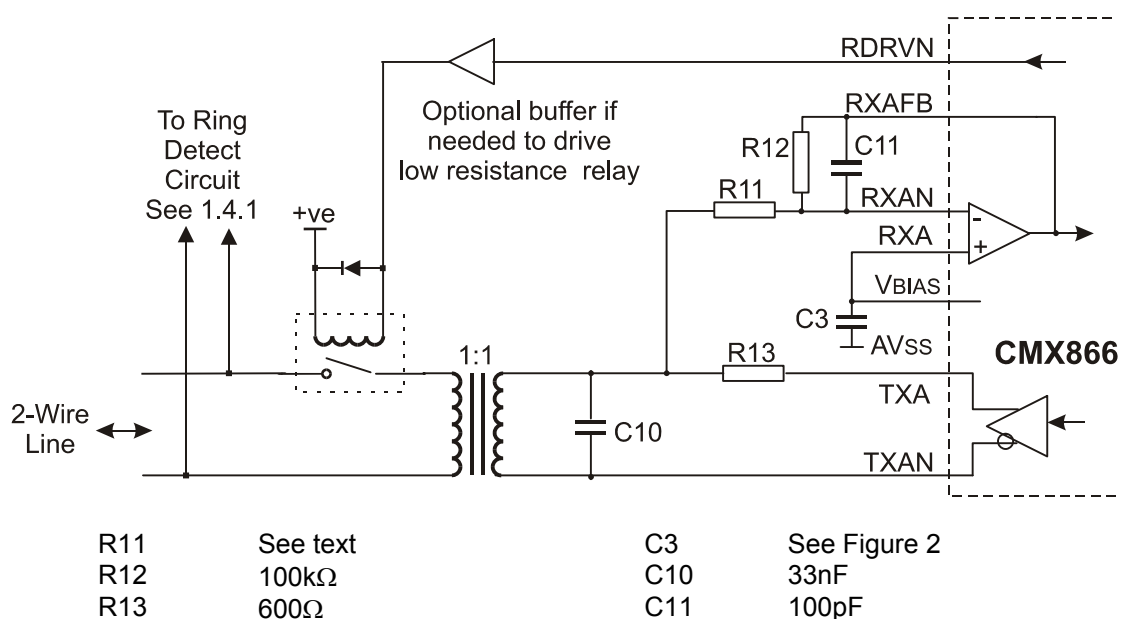 RDRVN
Optional buffer if
needed to drive
low resistance relay
To Ring
Detect
Circuit
See 1.4.1
+ve
RXAFB
R12
C11
R11
RXAN
-
RXA
+
VBIAS
C3
AVSS
CMX866
1:1
R13
TXA
2-Wire
Line
C10
TXAN
R11 See text C3 See Figure 2
R12 100kΩ C10 33nF
R13 600Ω C11 100pF